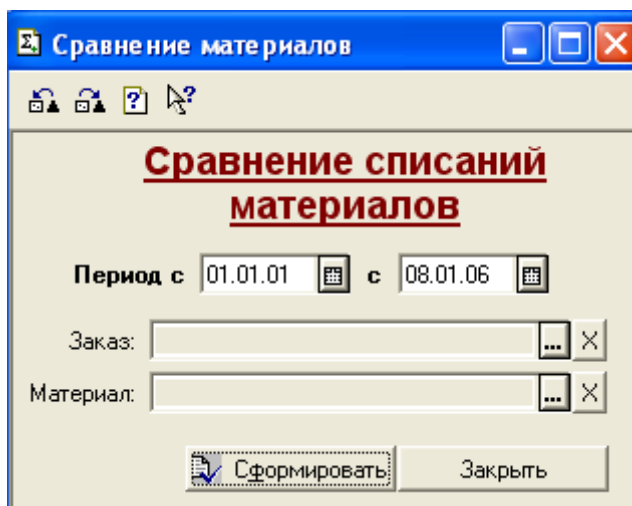 Сравнение материалов
Сравнение списаний
материалов
Период с 01.01.01 с 08.01.06
Заказ: ... X
Материал: ... X
Сформировать Закрыть